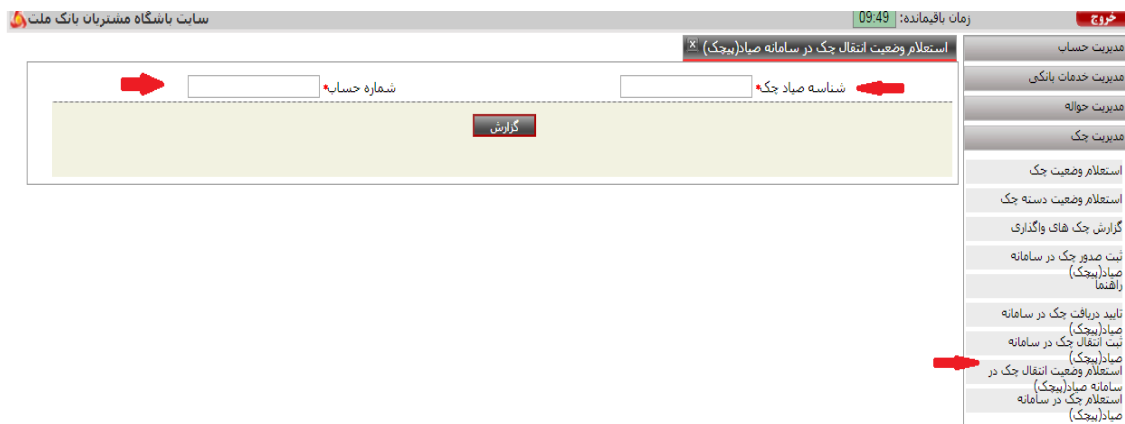 خروج
زمان باقیمانده: 09:49
سایت باشگاه مشتریان بانک ملت
مدیریت حساب
مدیریت خدمات بانکی
مدیریت حواله
مدیریت چک
استعلام وضعیت چک
استعلام وضعیت دسته چک
گزارش چک های واگذاری
ثبت صدور چک در سامانه
صیاد(پیچک)
راهنما
تایید دریافت چک در سامانه
صیاد(پیچک)
ثبت انتقال چک در سامانه
صیاد(پیچک)
استعلام وضعیت انتقال چک در
سامانه صیاد(پیچک)
استعلام چک در سامانه
صیاد(پیچک)
استعلام وضعیت انتقال چک در سامانه صیاد(پیچک) x
شناسه صیاد چک*
شماره حساب*
گزارش